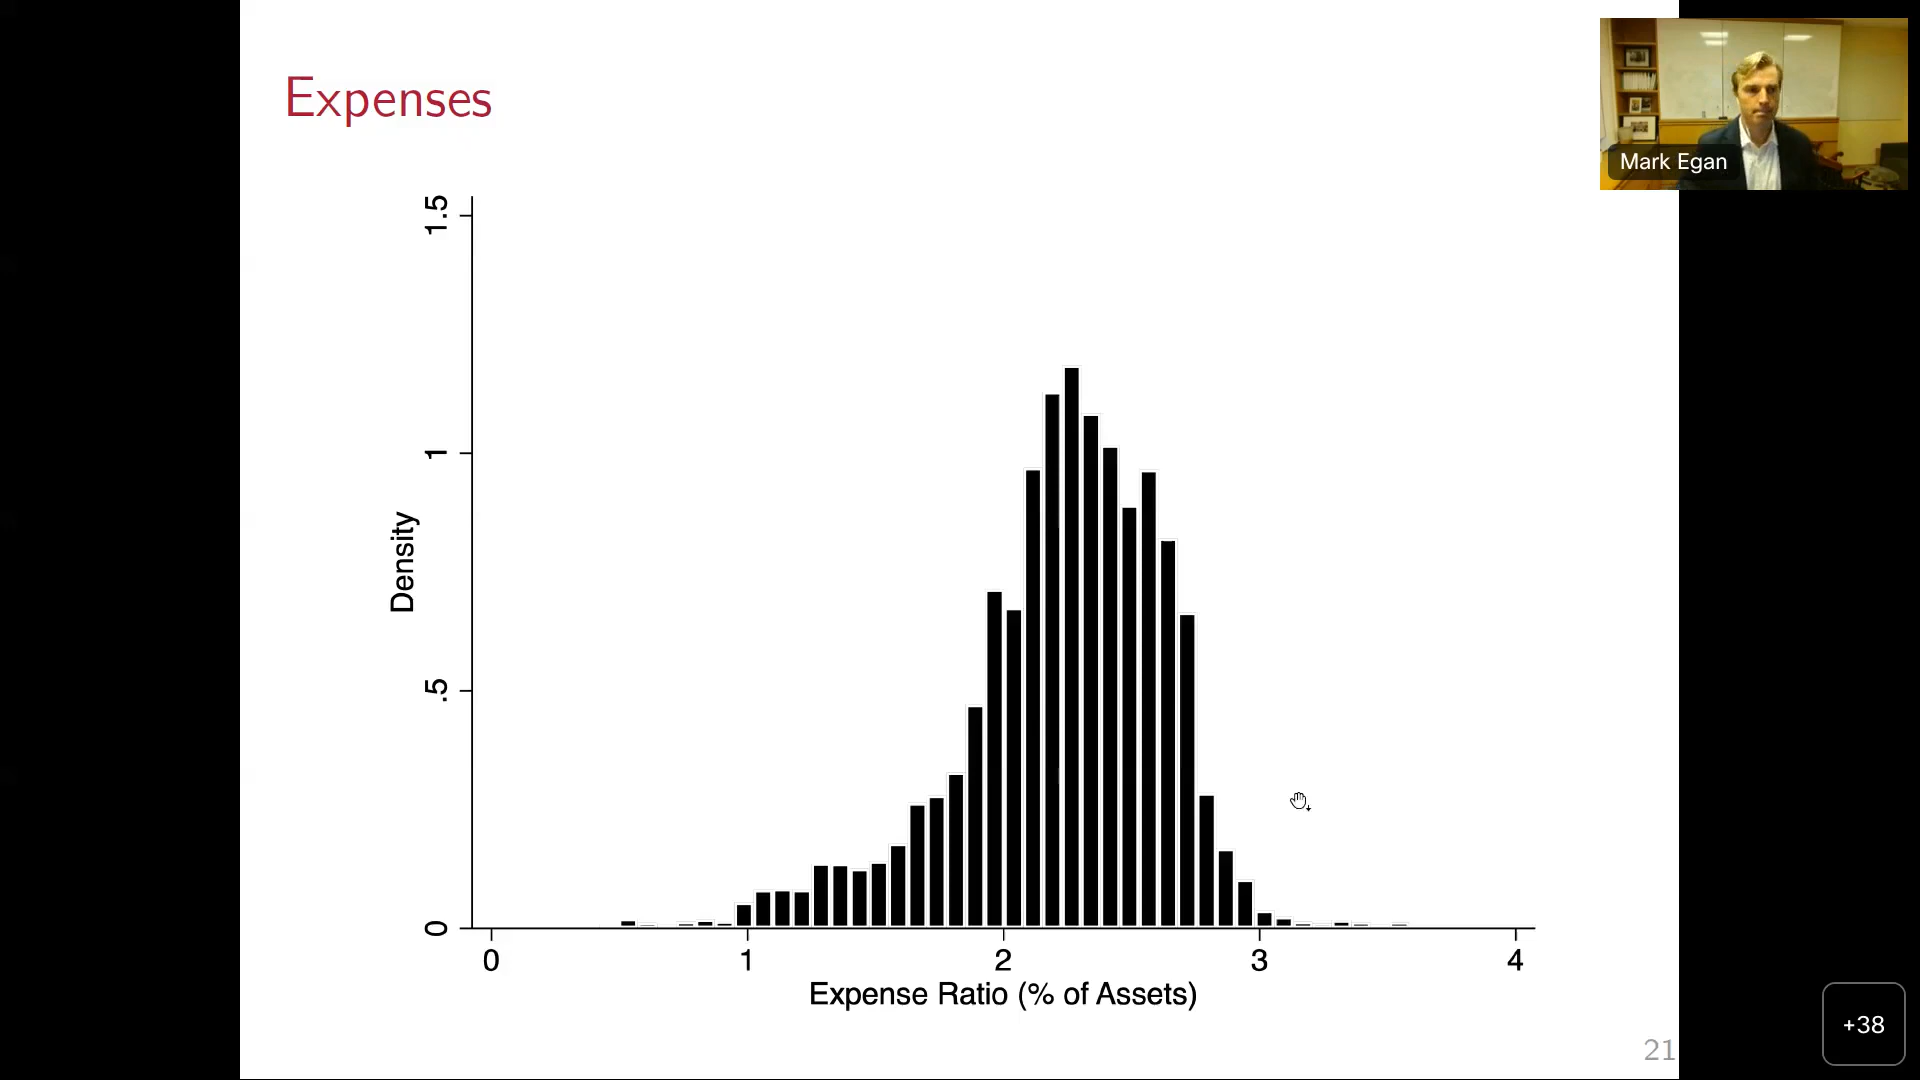 Expenses
Mark Egan
1.5
1
.5
0
Density
0 1 2 3 4
Expense Ratio (% of Assets)
+38
21